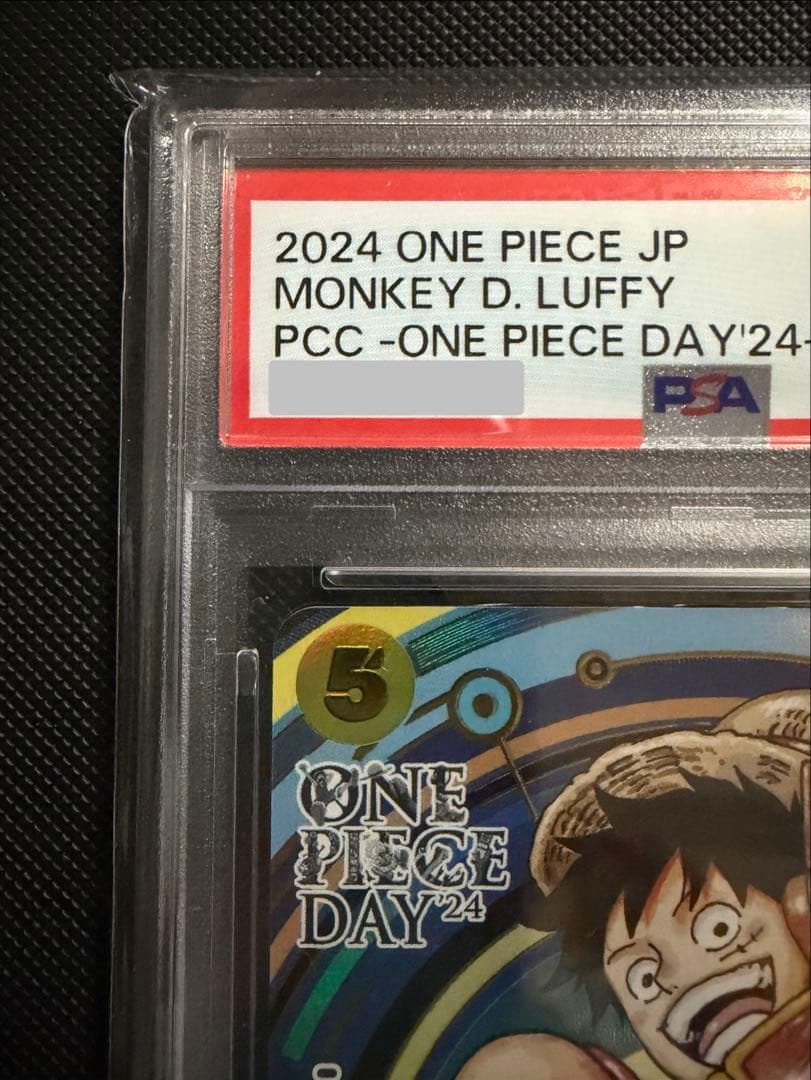 2024 ONE PIECE JP
MONKEY D. LUFFY
PCC -ONE PIECE DAY'24-
PSA
5
ONE
PIECE
DAY'24